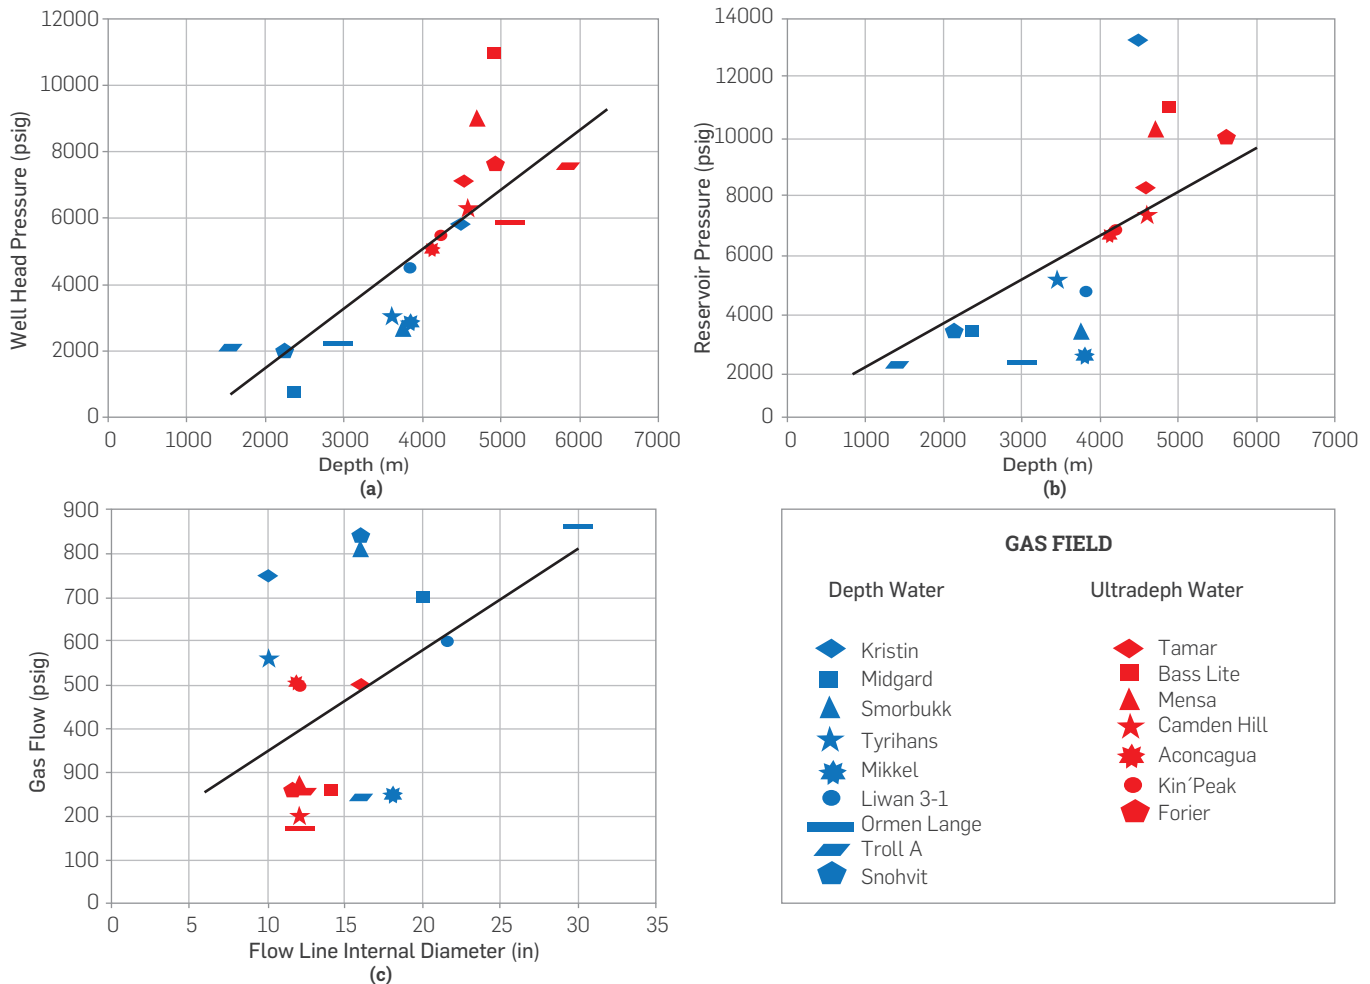 12000
10000
8000
6000
4000
2000
0
Well Head Pressure (psig)
0 1000 2000 3000 4000 5000 6000 7000
Depth (m)
(a)
14000
12000
10000
8000
6000
4000
2000
0
Reservoir Pressure (psig)
0 1000 2000 3000 4000 5000 6000 7000
Depth (m)
(b)
900
800
700
600
500
400
900
200
100
0
Gas Flow (psig)
0 5 10 15 20 25 30 35
Flow Line Internal Diameter (in)
(c)
GAS FIELD
Depth Water
Kristin
Midgard
Smorbukk
Tyrihans
Mikkel
Liwan 3-1
Ormen Lange
Troll A
Snohvit
Ultradeph Water
Tamar
Bass Lite
Mensa
Camden Hill
Aconcagua
Kin´Peak
Forier